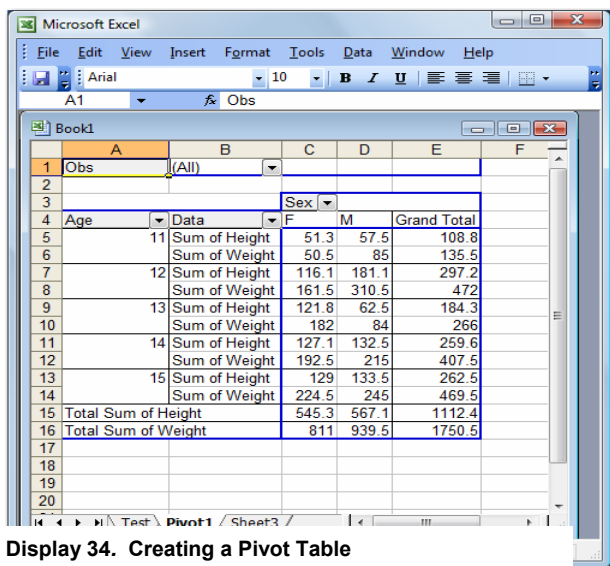 Microsoft Excel
File Edit View Insert Format Tools Data Window Help
Arial 10 B I U
A1 fx Obs
Book1
A B C D E F
1 Obs (All)
2
3 Sex
4 Age Data F M Grand Total
5 11 Sum of Height 51.3 57.5 108.8
6 Sum of Weight 50.5 85 135.5
7 12 Sum of Height 116.1 181.1 297.2
8 Sum of Weight 161.5 310.5 472
9 13 Sum of Height 121.8 62.5 184.3
10 Sum of Weight 182 84 266
11 14 Sum of Height 127.1 132.5 259.6
12 Sum of Weight 192.5 215 407.5
13 15 Sum of Height 129 133.5 262.5
14 Sum of Weight 224.5 245 469.5
15 Total Sum of Height 545.3 567.1 1112.4
16 Total Sum of Weight 811 939.5 1750.5
17
18
19
20
Test Pivot1 Sheet3
Display 34. Creating a Pivot Table